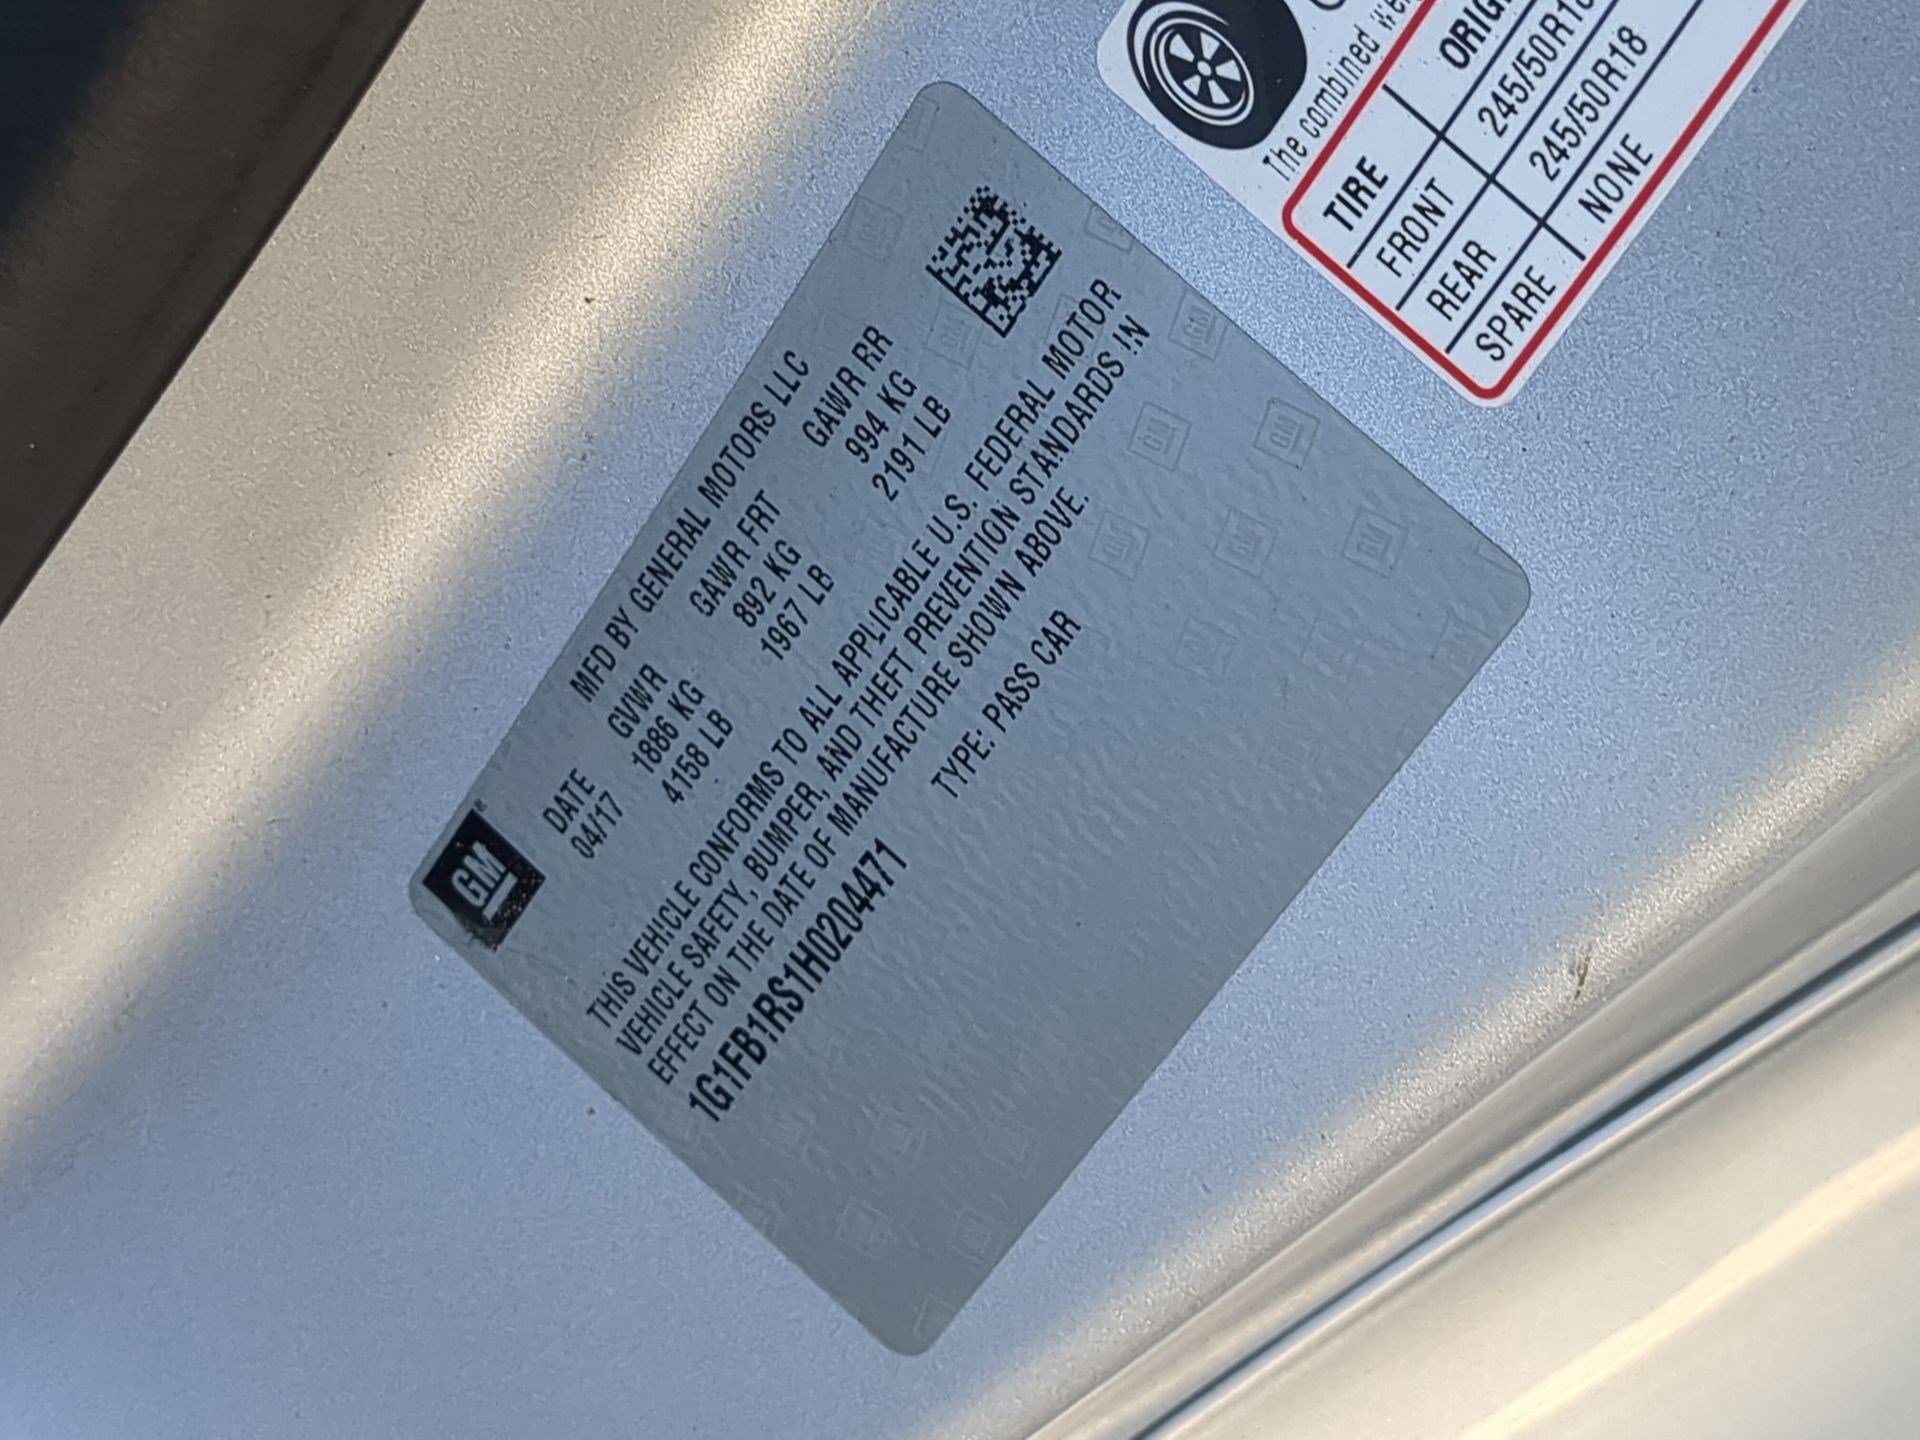 GM
MFD BY GENERAL MOTORS LLC
DATE GVWR GAWR FRT GAWR RR
04/17 1886 KG 892 KG 994 KG
4158 LB 1967 LB 2191 LB
THIS VEHICLE CONFORMS TO ALL APPLICABLE U.S. FEDERAL MOTOR
VEHICLE SAFETY, BUMPER, AND THEFT PREVENTION STANDARDS IN
EFFECT ON THE DATE OF MANUFACTURE SHOWN ABOVE.
1G1FB1RS1H0204471 TYPE: PASS CAR
The combined
TIRE
FRONT 245/50R18
REAR 245/50R18
SPARE NONE